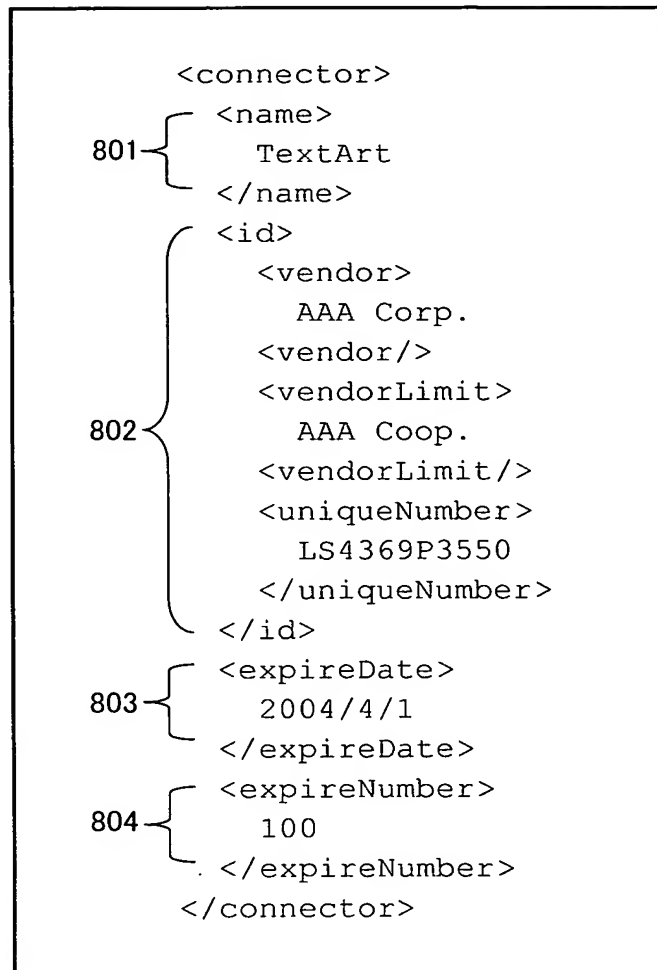 <connector>
<name>
801
TextArt
</name>
<id>
<vendor>
AAA Corp.
<vendor/>
<vendorLimit>
802
AAA Coop.
<vendorLimit/>
<uniqueNumber>
LS4369P3550
</uniqueNumber>
</id>
<expireDate>
803
2004/4/1
</expireDate>
<expireNumber>
804
100
</expireNumber>
</connector>